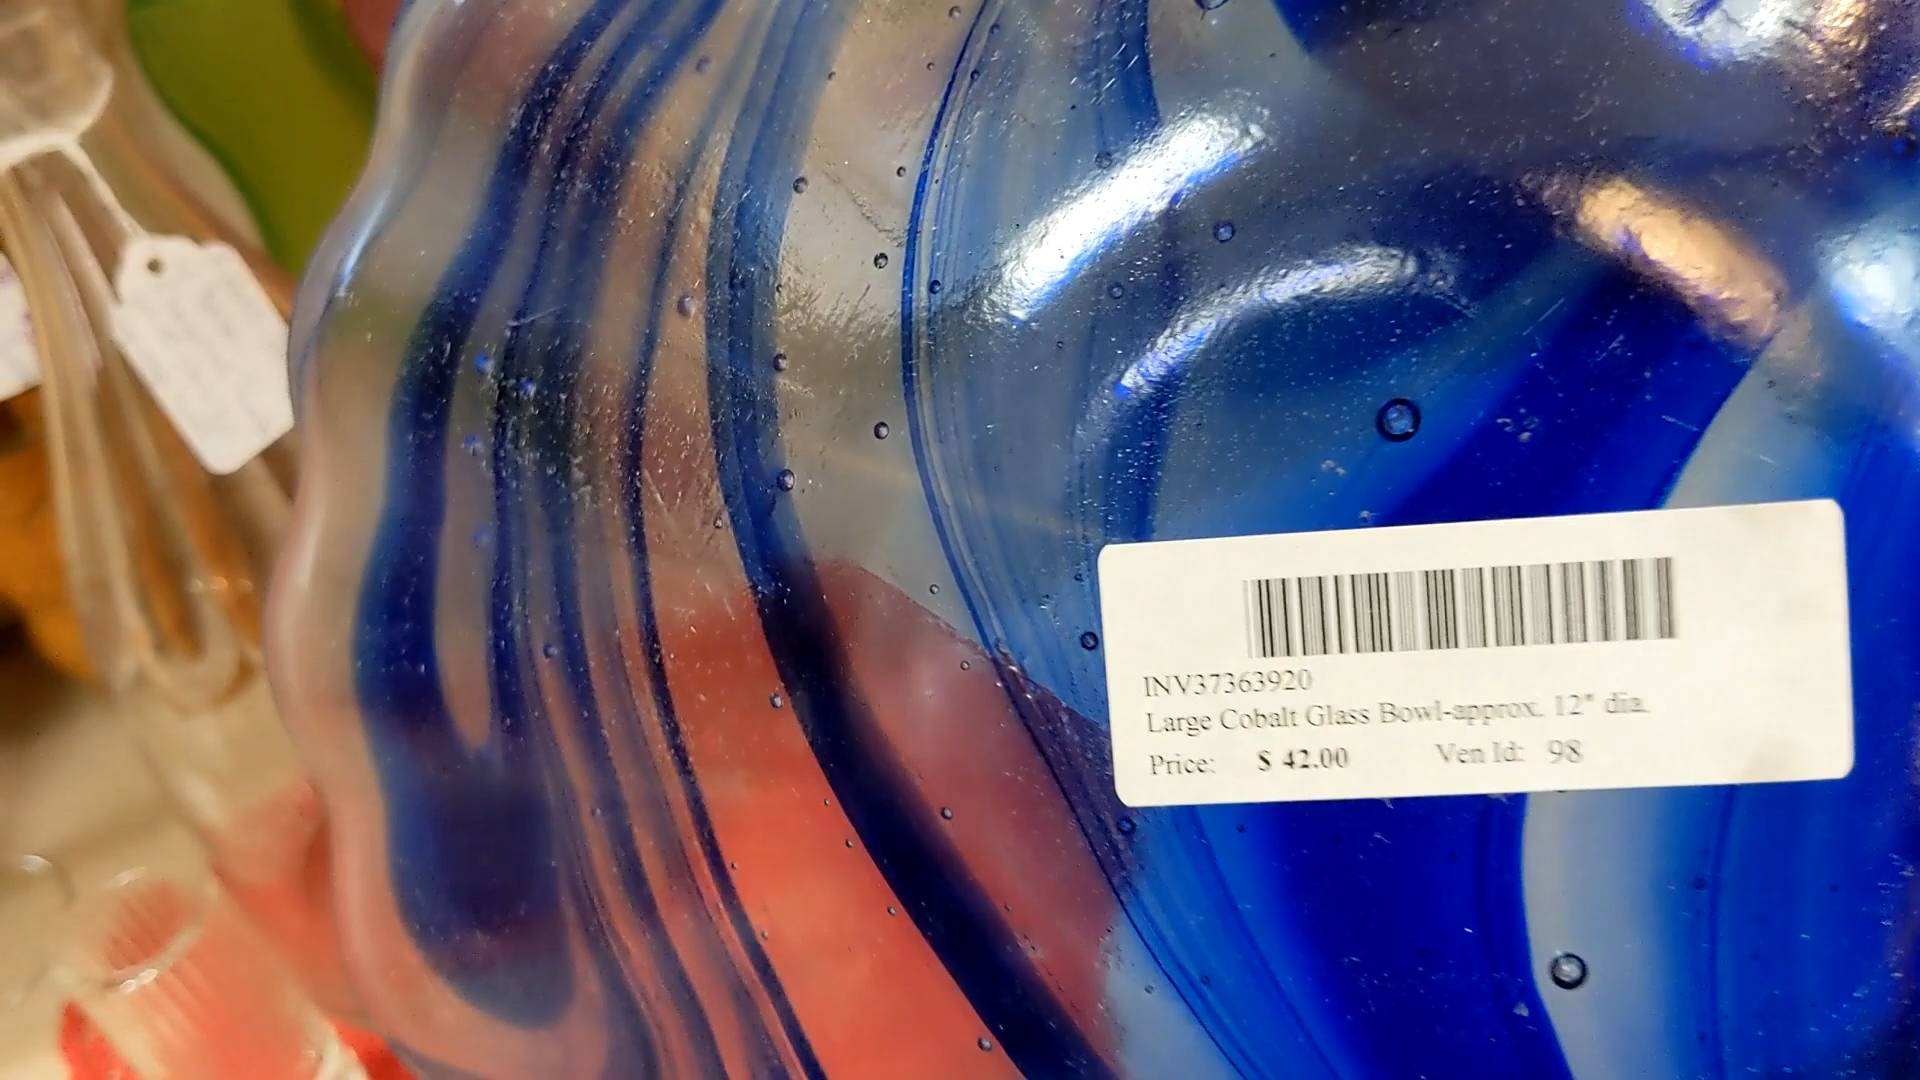 INV37363920
Large Cobalt Glass Bowl-approx. 12" dia.
Price: $ 42.00 Ven Id: 98